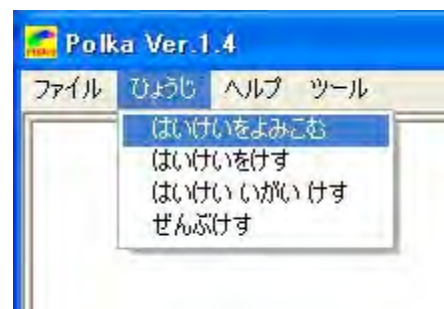 Polka Ver.1.4
ファイル ひょうじ ヘルプ ツール
はいけいをよみこむ
はいけいをけす
はいけい いがい けす
ぜんぶけす